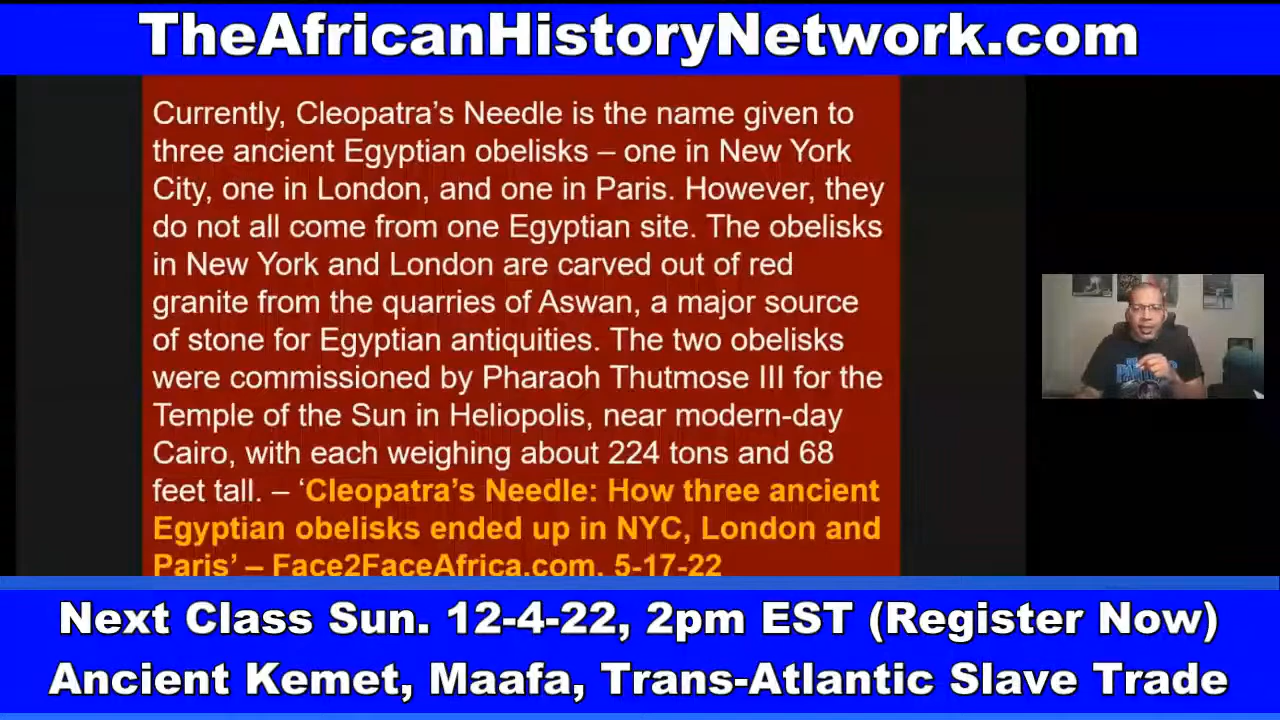 TheAfricanHistoryNetwork.com
Currently, Cleopatra's Needle is the name given to
three ancient Egyptian obelisks – one in New York
City, one in London, and one in Paris. However, they
do not all come from one Egyptian site. The obelisks
in New York and London are carved out of red
granite from the quarries of Aswan, a major source
of stone for Egyptian antiquities. The two obelisks
were commissioned by Pharaoh Thutmose III for the
Temple of the Sun in Heliopolis, near modern-day
Cairo, with each weighing about 224 tons and 68
feet tall. – ‘Cleopatra's Needle: How three ancient
Egyptian obelisks ended up in NYC, London and
Paris’ – Face2FaceAfrica.com, 5-17-22
Next Class Sun. 12-4-22, 2pm EST (Register Now)
Ancient Kemet, Maafa, Trans-Atlantic Slave Trade